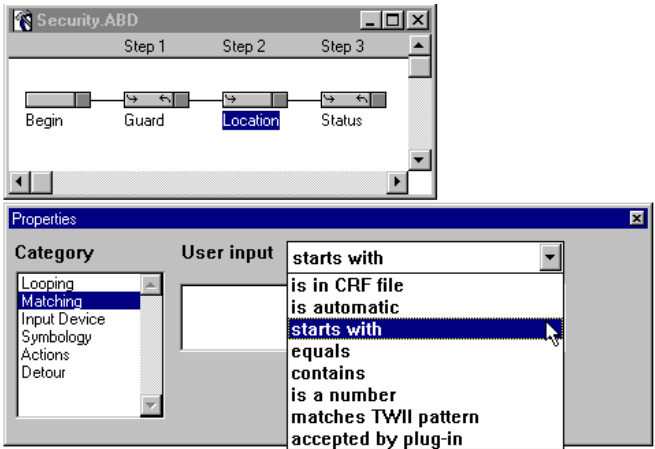 Security.ABD
Step 1 Step 2 Step 3
Begin Guard Location Status
Properties
Category User input starts with
Looping
Matching
Input Device
Symbology
Actions
Detour
is in CRF file
is automatic
starts with
equals
contains
is a number
matches TWII pattern
accepted by plug-in